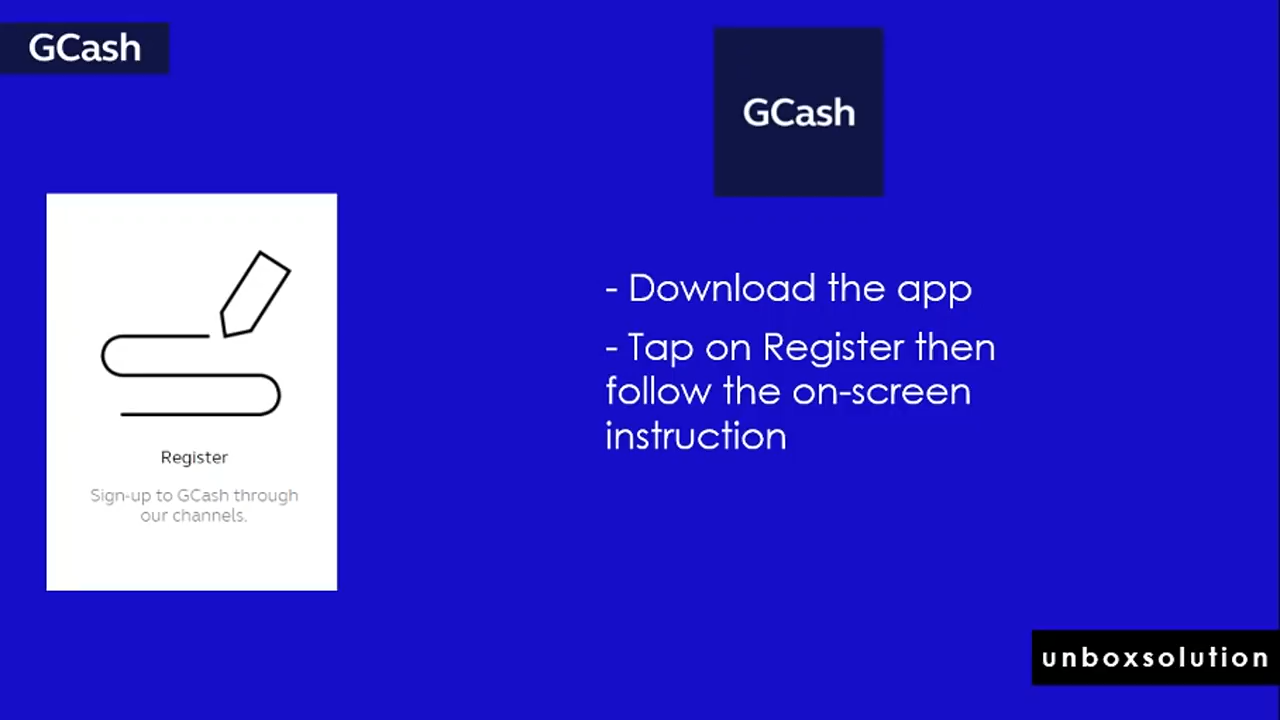 GCash
GCash
Register
Sign-up to GCash through
our channels.
- Download the app
- Tap on Register then
follow the on-screen
instruction
unboxsolution